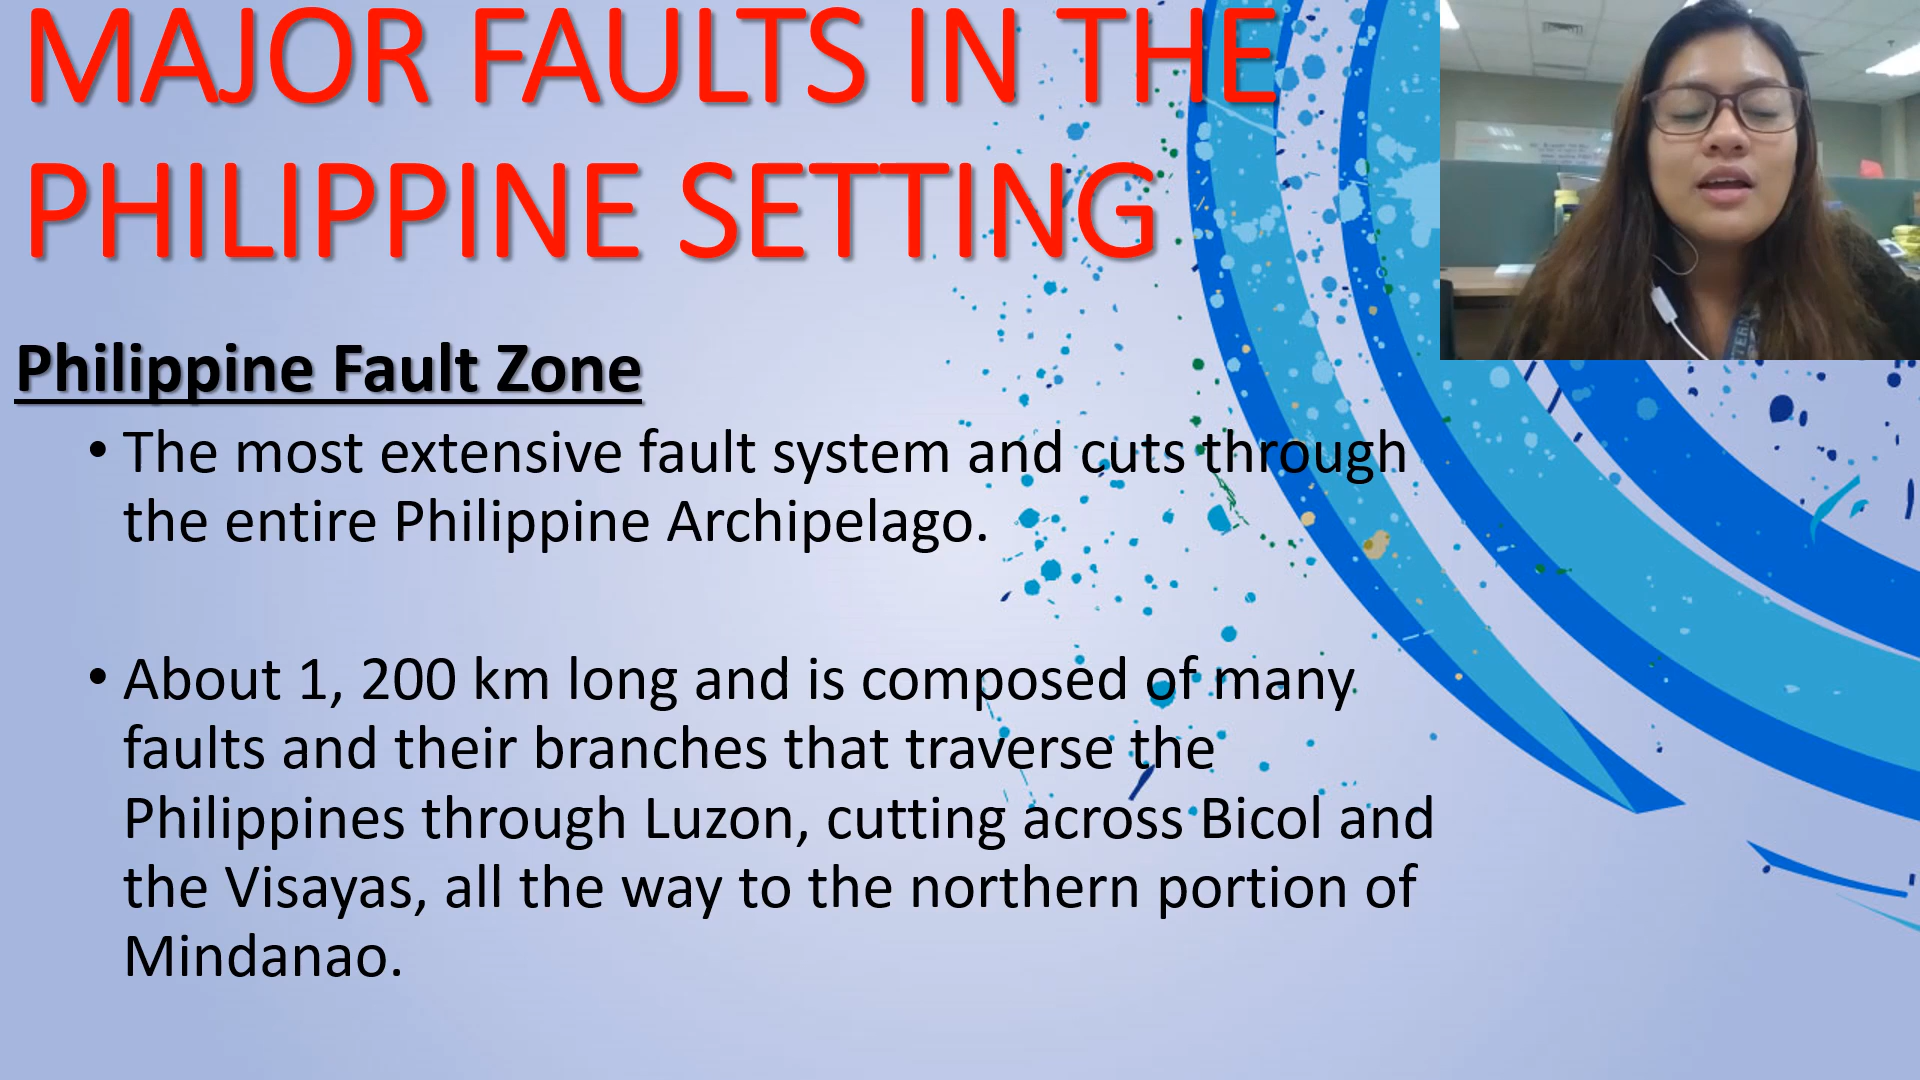 MAJOR FAULTS IN THE
PHILIPPINE SETTING
Philippine Fault Zone
• The most extensive fault system and cuts through
the entire Philippine Archipelago.
• About 1, 200 km long and is composed of many
faults and their branches that traverse the
Philippines through Luzon, cutting across Bicol and
the Visayas, all the way to the northern portion of
Mindanao.